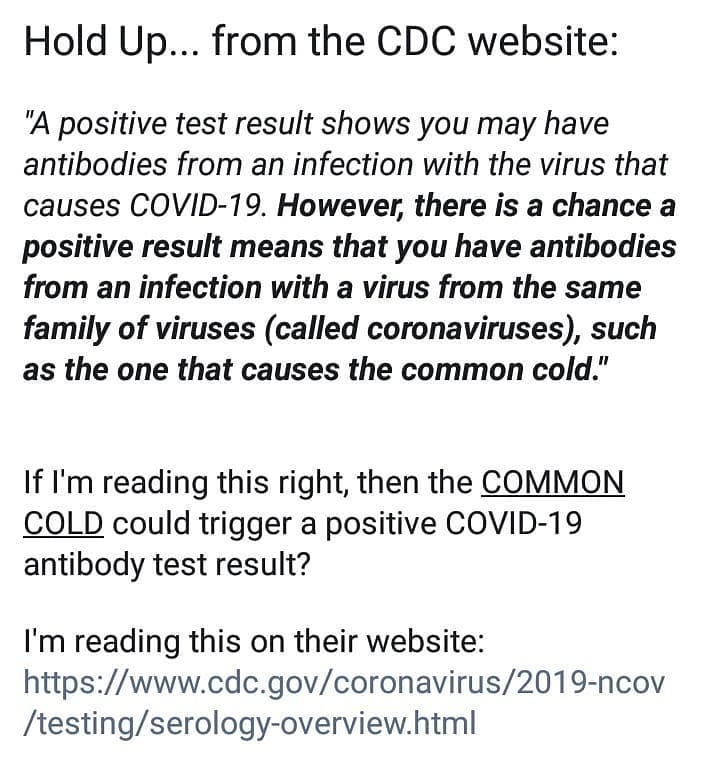 Hold Up... from the CDC website:
"A positive test result shows you may have
antibodies from an infection with the virus that
causes COVID-19. However, there is a chance a
positive result means that you have antibodies
from an infection with a virus from the same
family of viruses (called coronaviruses), such
as the one that causes the common cold."
If I'm reading this right, then the COMMON
COLD could trigger a positive COVID-19
antibody test result?
I'm reading this on their website:
https://www.cdc.gov/coronavirus/2019-ncov
/testing/serology-overview.html